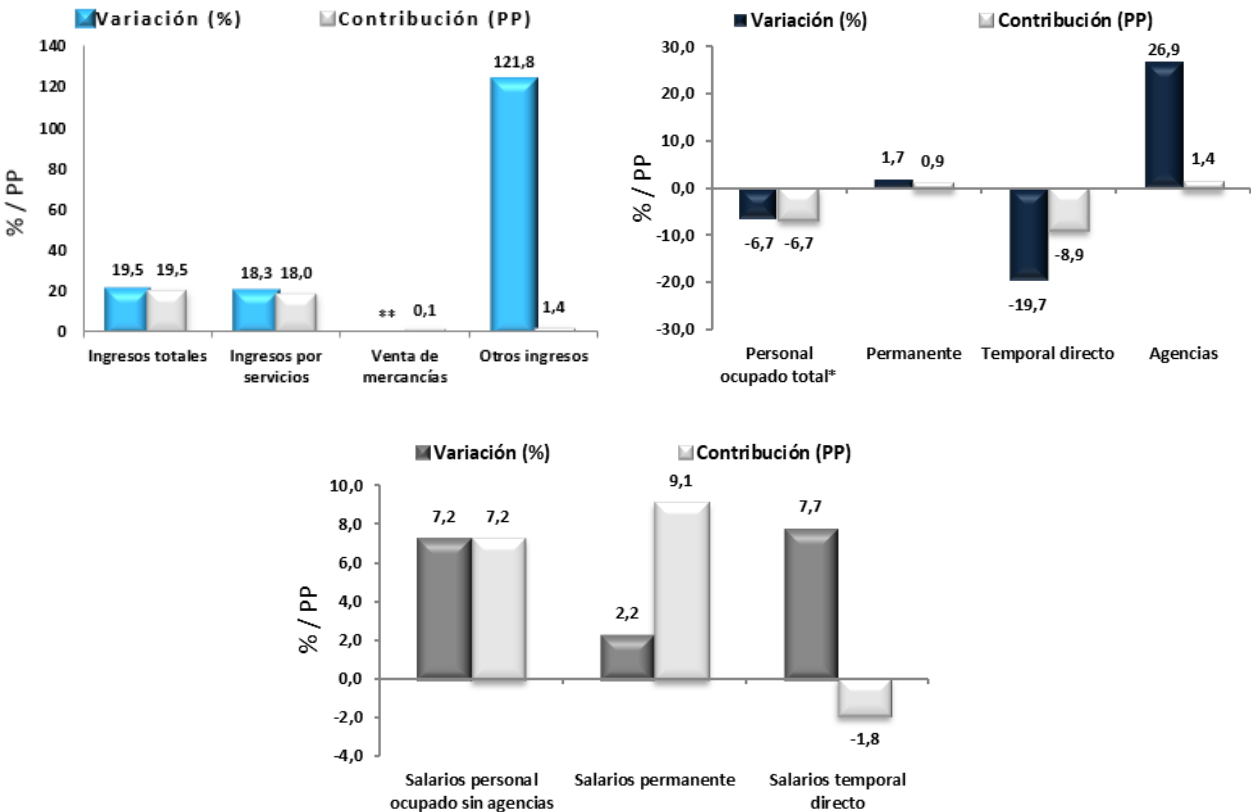 Variación (%) Contribución (PP)
% / PP
140
120
100
80
60
40
20
0
19,5 19,5 18,3 18,0 ** 0,1 121,8 1,4
Ingresos totales Ingresos por Venta de Otros ingresos
servicios mercancías
Variación (%) Contribución (PP)
% / PP
30,0
20,0
10,0
0,0
-10,0
-20,0
-30,0
-6,7 -6,7 1,7 0,9 -19,7 -8,9 26,9 1,4
Personal Permanente Temporal directo Agencias
ocupado total*
Variación (%) Contribución (PP)
% / PP
10,0
8,0
6,0
4,0
2,0
0,0
-2,0
-4,0
7,2 7,2 2,2 9,1 7,7 -1,8
Salarios personal Salarios permanente Salarios temporal
ocupado sin agencias directo